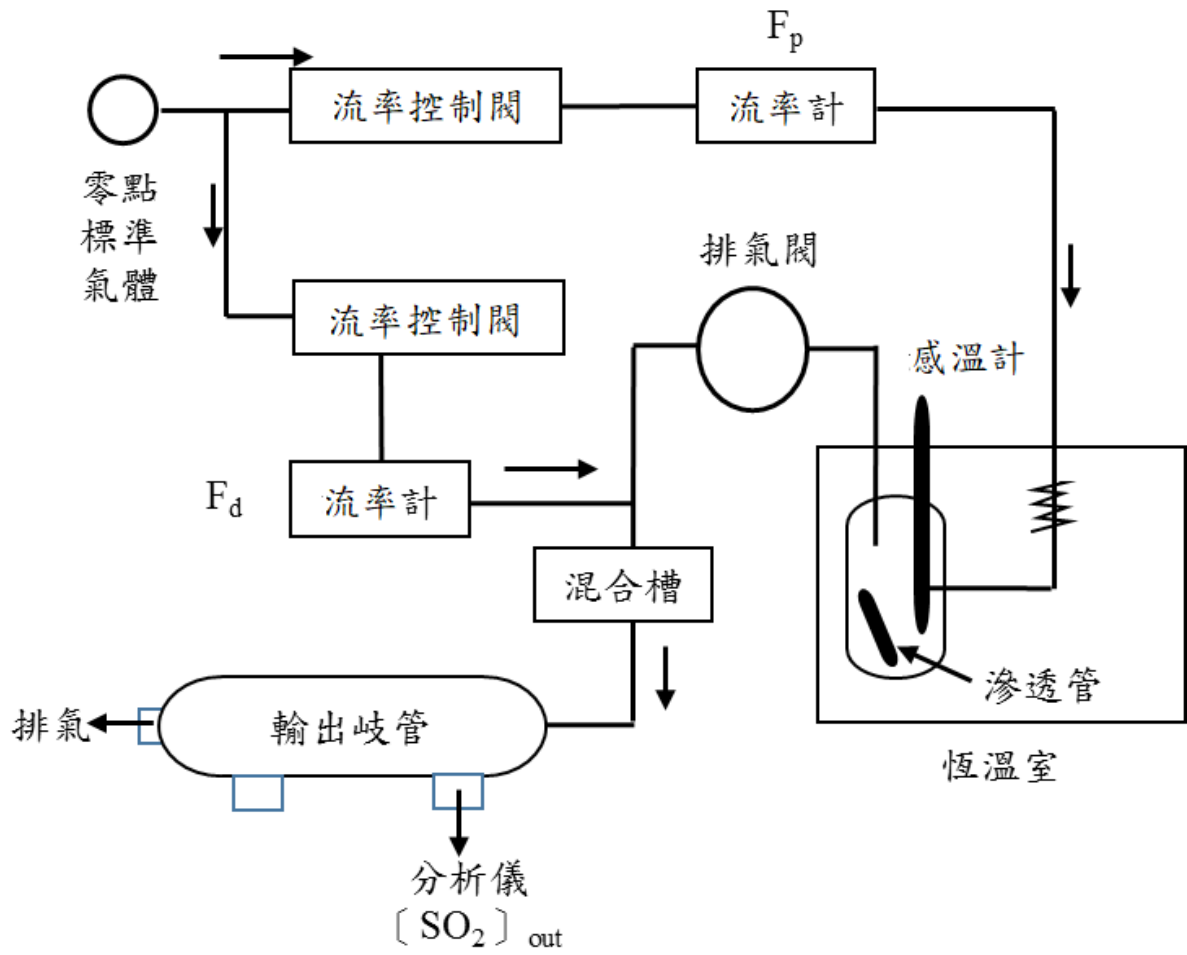 F_p
流率控制閥
流率計
零點
標準
氣體
排氣閥
流率控制閥
感溫計
F_d
流率計
混合槽
滲透管
排氣
輸出岐管
恆溫室
分析儀
〔SO₂〕out